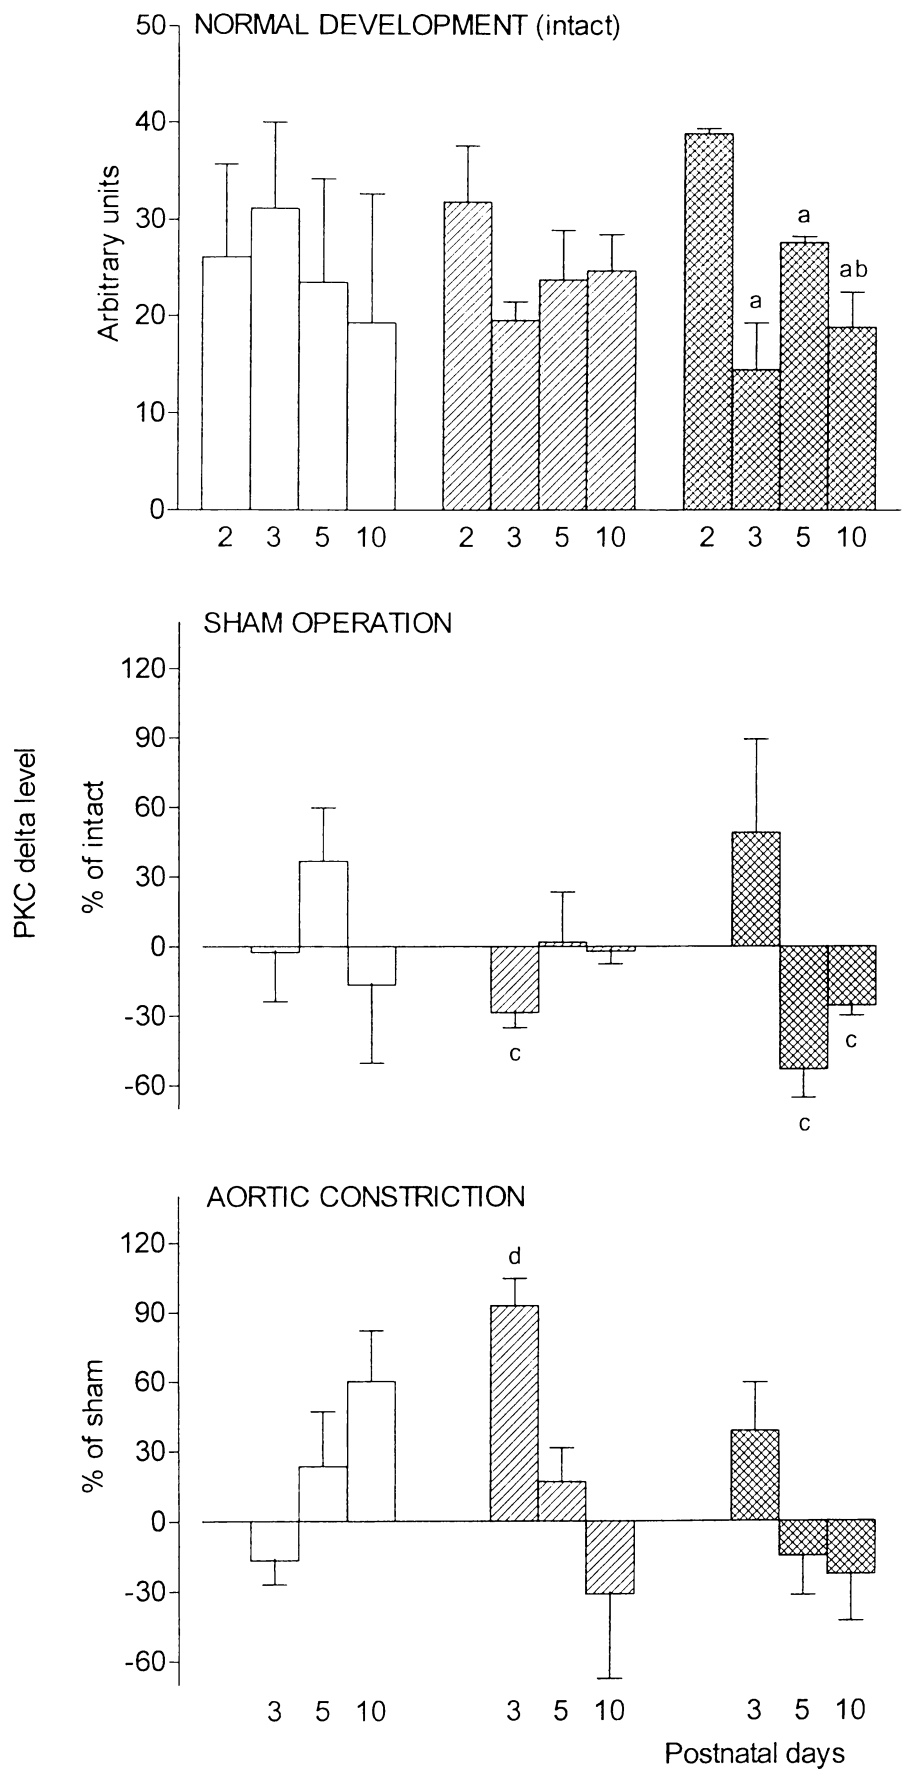 NORMAL DEVELOPMENT (intact)
50
40
30
20
10
0
Arbitrary units
a
a
ab
2 3 5 10 2 3 5 10 2 3 5 10
SHAM OPERATION
120
90
60
30
0
-30
-60
PKC delta level
% of intact
c
c
c
AORTIC CONSTRICTION
120
90
60
30
0
-30
-60
% of sham
d
3 5 10 3 5 10 3 5 10
Postnatal days